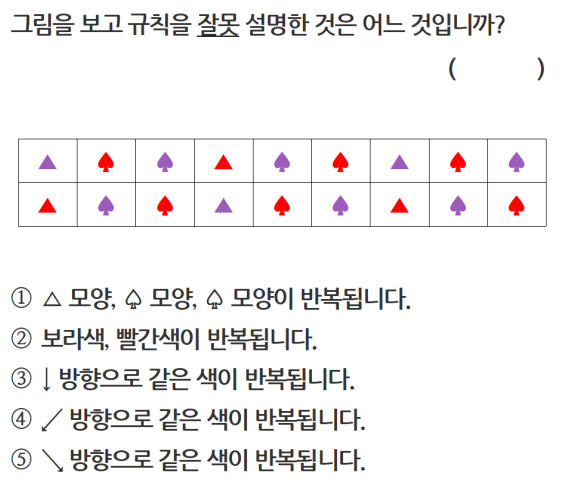 그림을 보고 규칙을 잘못 설명한 것은 어느 것입니까?
( )
① △ 모양, ♤ 모양, ♤ 모양이 반복됩니다.
② 보라색, 빨간색이 반복됩니다.
③ ↓ 방향으로 같은 색이 반복됩니다.
④ ↙ 방향으로 같은 색이 반복됩니다.
⑤ ↘ 방향으로 같은 색이 반복됩니다.